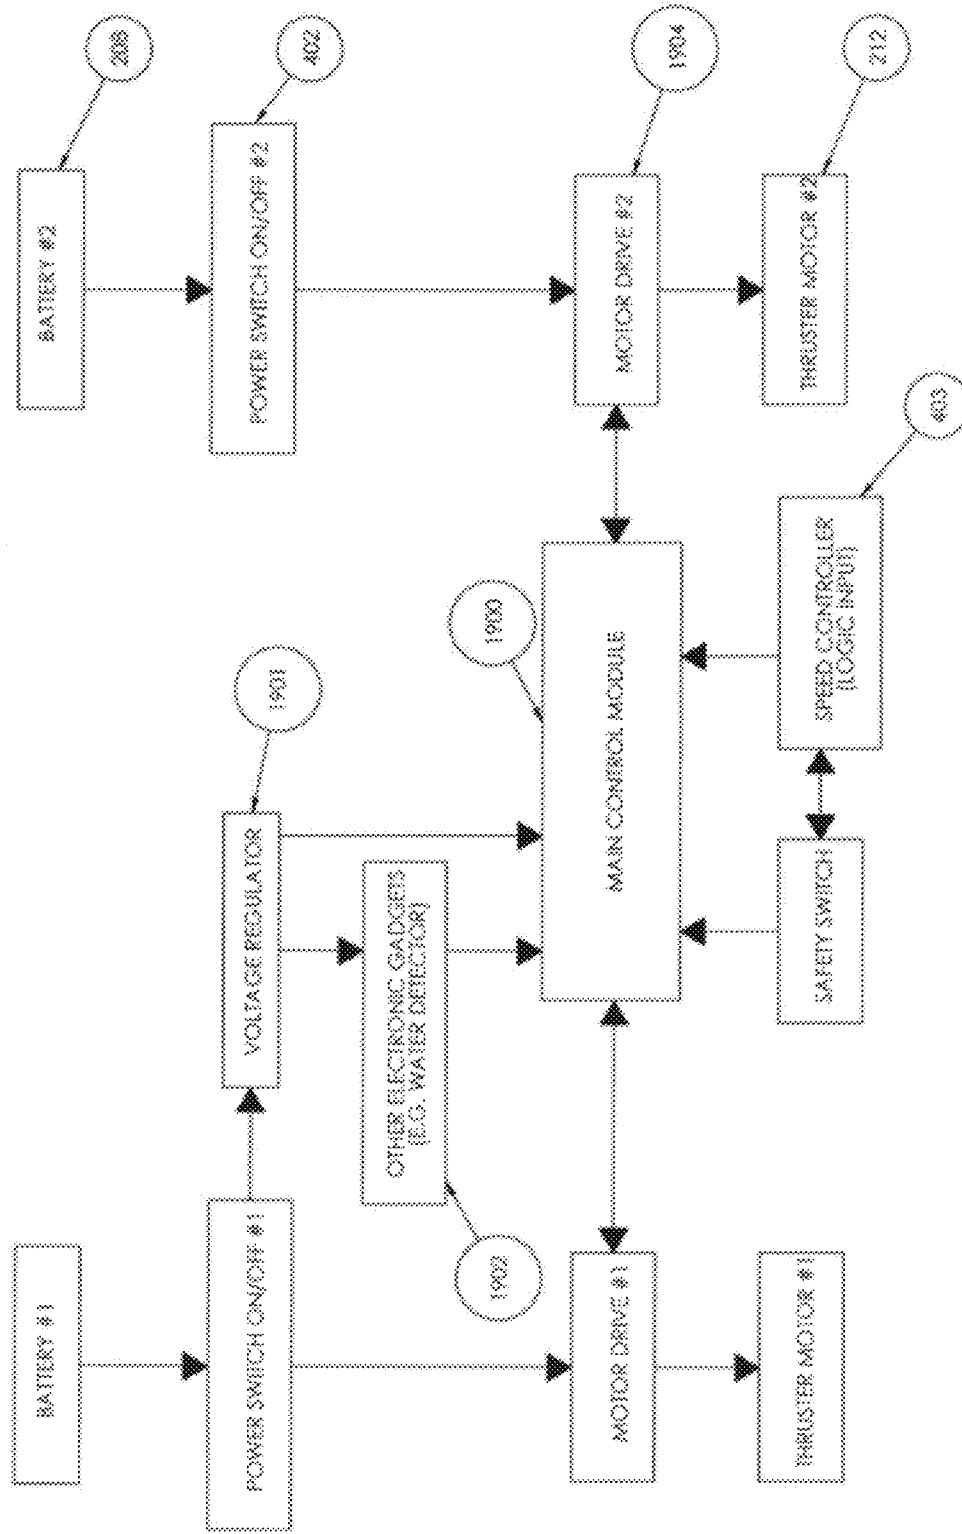 BATTERY #1
BATTERY #2
208
POWER SWITCH ON/OFF #1
VOLTAGE REGULATOR
1901
POWER SWITCH ON/OFF #2
402
OTHER ELECTRONIC GADGETS
[E.G. WATER DETECTOR]
1902
1900
MOTOR DRIVE #1
MAIN CONTROL MODULE
MOTOR DRIVE #2
1904
THRUSTER MOTOR #1
SAFETY SWITCH
SPEED CONTROLLER
[LOGIC INPUT]
403
THRUSTER MOTOR #2
212